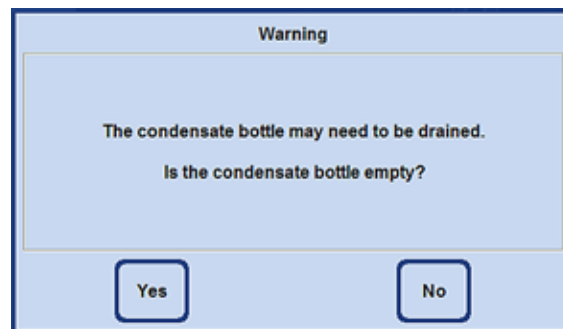 Warning
The condensate bottle may need to be drained.
Is the condensate bottle empty?
Yes
No